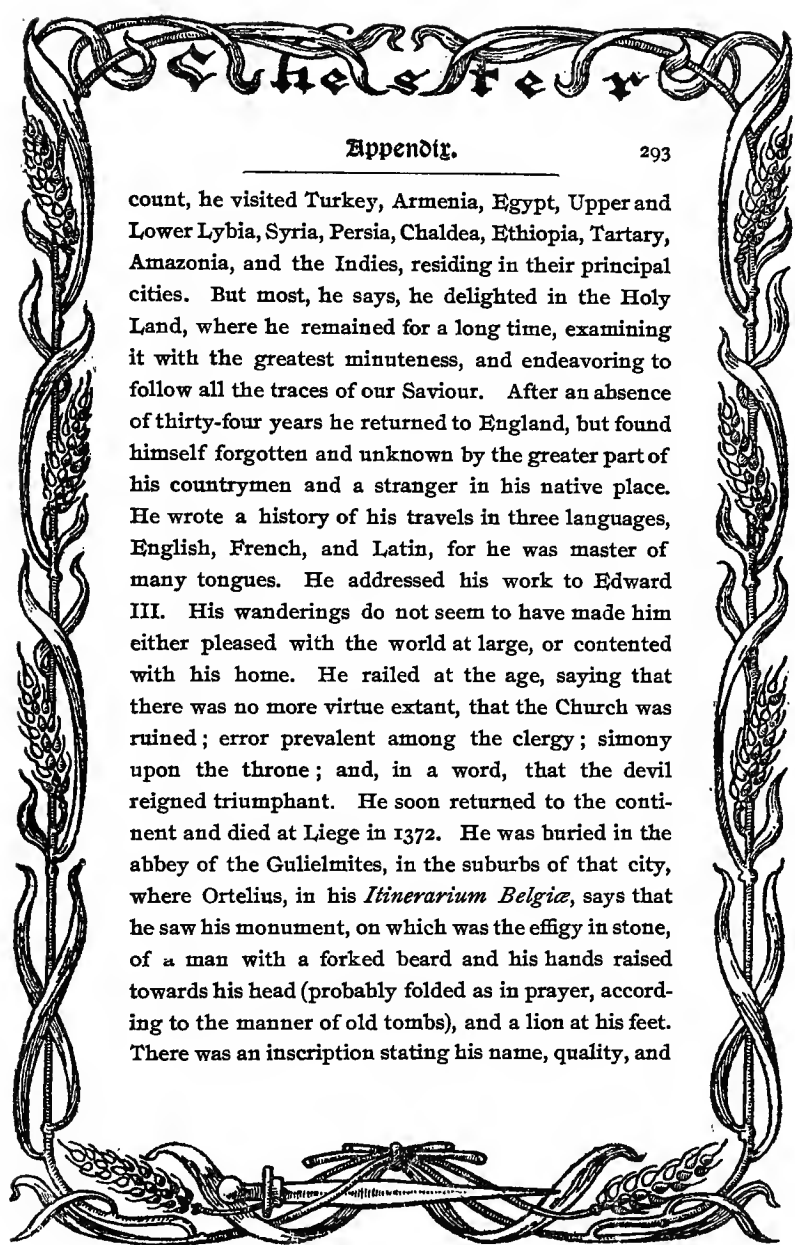 Chester
Appendix.
293
count, he visited Turkey, Armenia, Egypt, Upper and
Lower Lybia, Syria, Persia, Chaldea, Ethiopia, Tartary,
Amazonia, and the Indies, residing in their principal
cities. But most, he says, he delighted in the Holy
Land, where he remained for a long time, examining
it with the greatest minuteness, and endeavoring to
follow all the traces of our Saviour. After an absence
of thirty-four years he returned to England, but found
himself forgotten and unknown by the greater part of
his countrymen and a stranger in his native place.
He wrote a history of his travels in three languages,
English, French, and Latin, for he was master of
many tongues. He addressed his work to Edward
III. His wanderings do not seem to have made him
either pleased with the world at large, or contented
with his home. He railed at the age, saying that
there was no more virtue extant, that the Church was
ruined; error prevalent among the clergy; simony
upon the throne; and, in a word, that the devil
reigned triumphant. He soon returned to the conti-
nent and died at Liege in 1372. He was buried in the
abbey of the Gulielmites, in the suburbs of that city,
where Ortelius, in his Itinerarium Belgiæ, says that
he saw his monument, on which was the effigy in stone,
of a man with a forked beard and his hands raised
towards his head (probably folded as in prayer, accord-
ing to the manner of old tombs), and a lion at his feet.
There was an inscription stating his name, quality, and